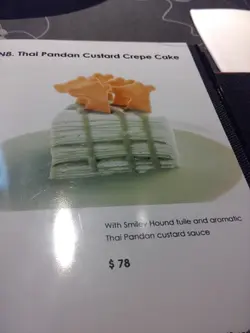 N8. Thai Pandan Custard Crepe Cake
With Smiley Hound tuile and aromatic
Thai Pandan custard sauce
$ 78